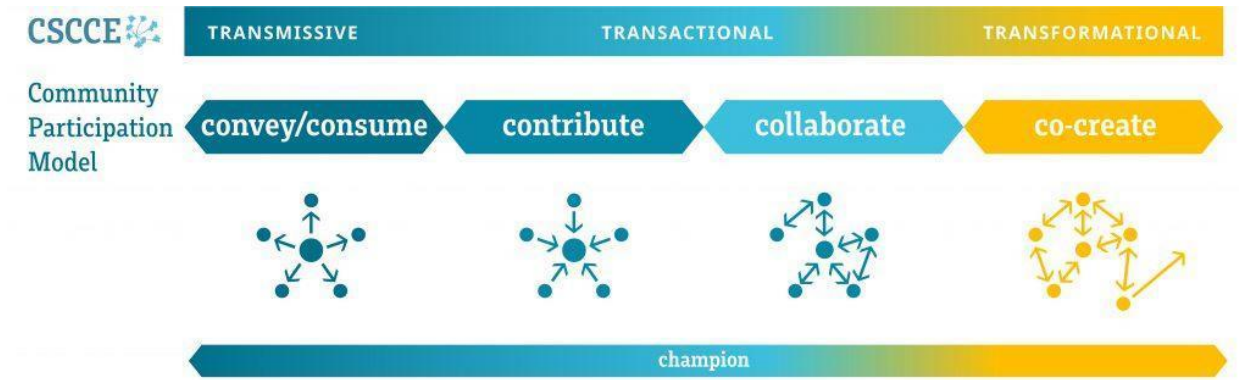 CSCCE
TRANSMISSIVE TRANSACTIONAL TRANSFORMATIONAL
Community
Participation
Model
convey/consume contribute collaborate co-create
champion